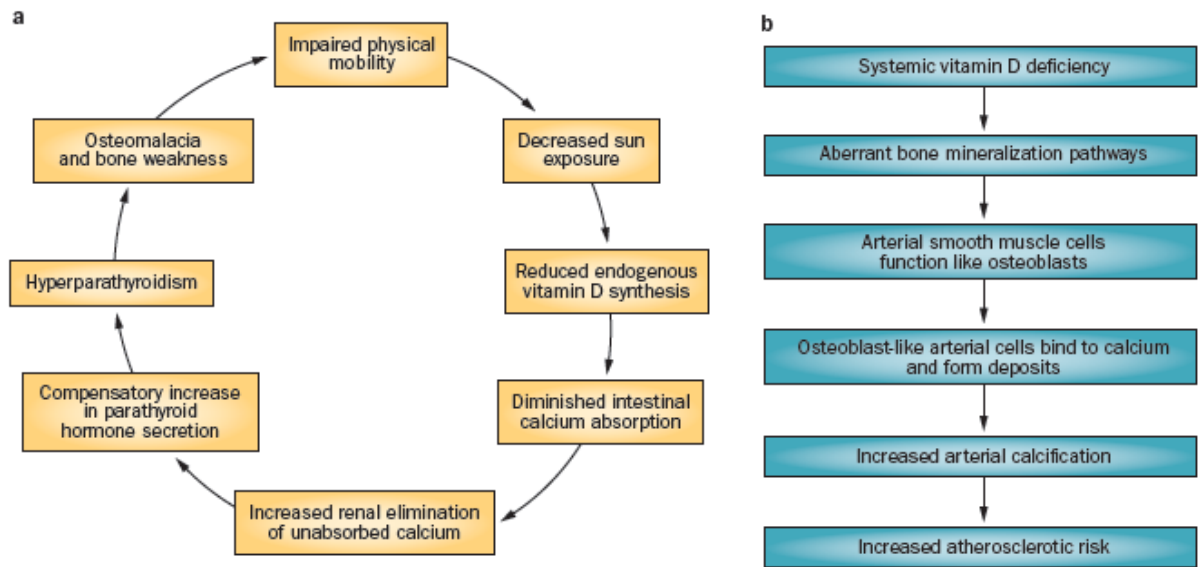 a
Impaired physical
mobility
Decreased sun
exposure
Reduced endogenous
vitamin D synthesis
Diminished intestinal
calcium absorption
Increased renal elimination
of unabsorbed calcium
Compensatory increase
in parathyroid
hormone secretion
Hyperparathyroidism
Osteomalacia
and bone weakness
b
Systemic vitamin D deficiency
Aberrant bone mineralization pathways
Arterial smooth muscle cells
function like osteoblasts
Osteoblast-like arterial cells bind to calcium
and form deposits
Increased arterial calcification
Increased atherosclerotic risk